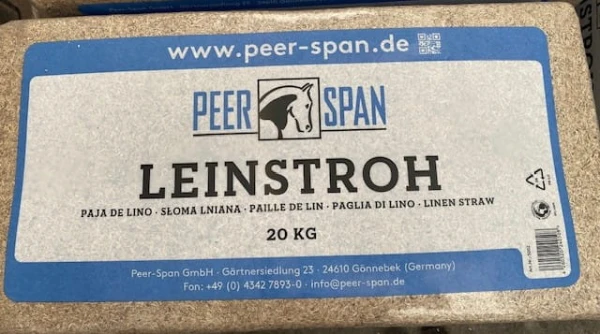 www.peer-span.de
PEER SPAN
LEINSTROH
PAJA DE LINO · SŁOMA LNIANA · PAILLE DE LIN · PAGLIA DI LINO · LINEN STRAW
20 KG
Peer-Span GmbH · Gärtnersiedlung 23 · 24610 Gönnebek (Germany)
Fon: +49 (0) 4342 7893-0 · info@peer-span.de